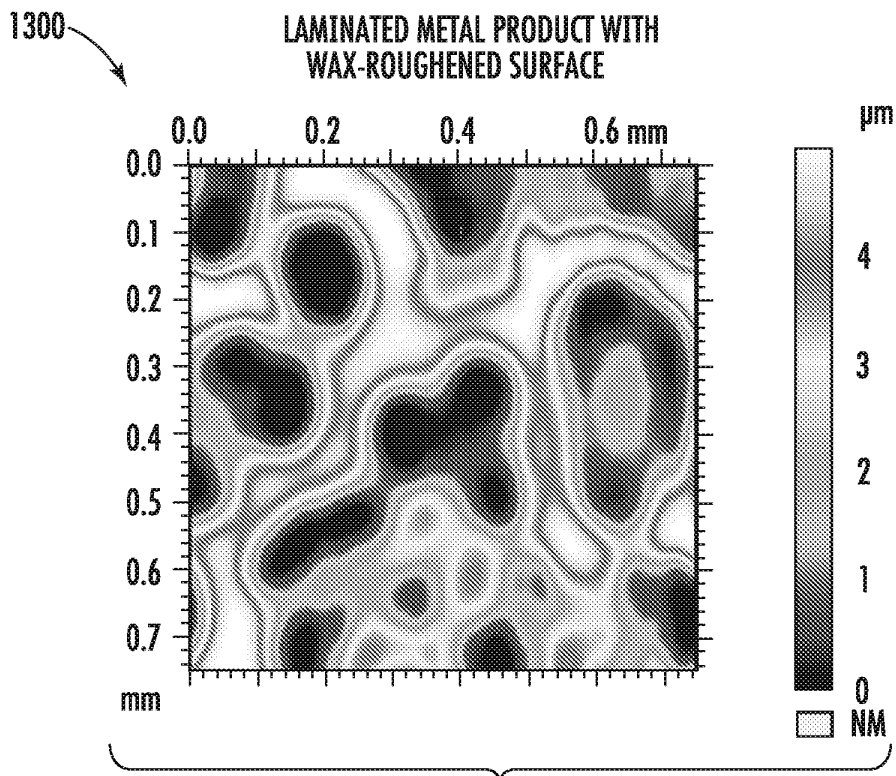 1300
LAMINATED METAL PRODUCT WITH
WAX-ROUGHENED SURFACE
µm
0.0 0.2 0.4 0.6 mm
0.0
0.1
0.2
0.3
0.4
0.5
0.6
0.7
mm
4
3
2
1
0
NM